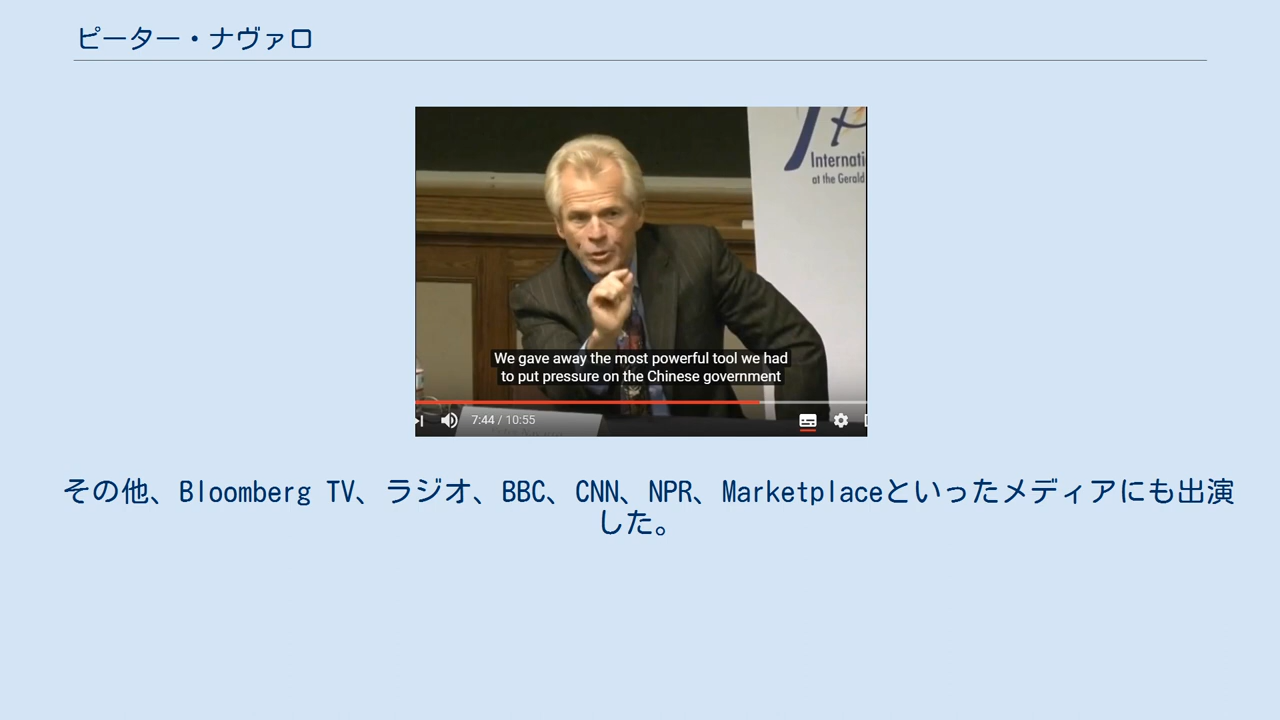 ピーター・ナヴァロ
Internati
at the Gerald
We gave away the most powerful tool we had
to put pressure on the Chinese government
7:44 / 10:55
その他、Bloomberg TV、ラジオ、BBC、CNN、NPR、Marketplaceといったメディアにも出演
した。